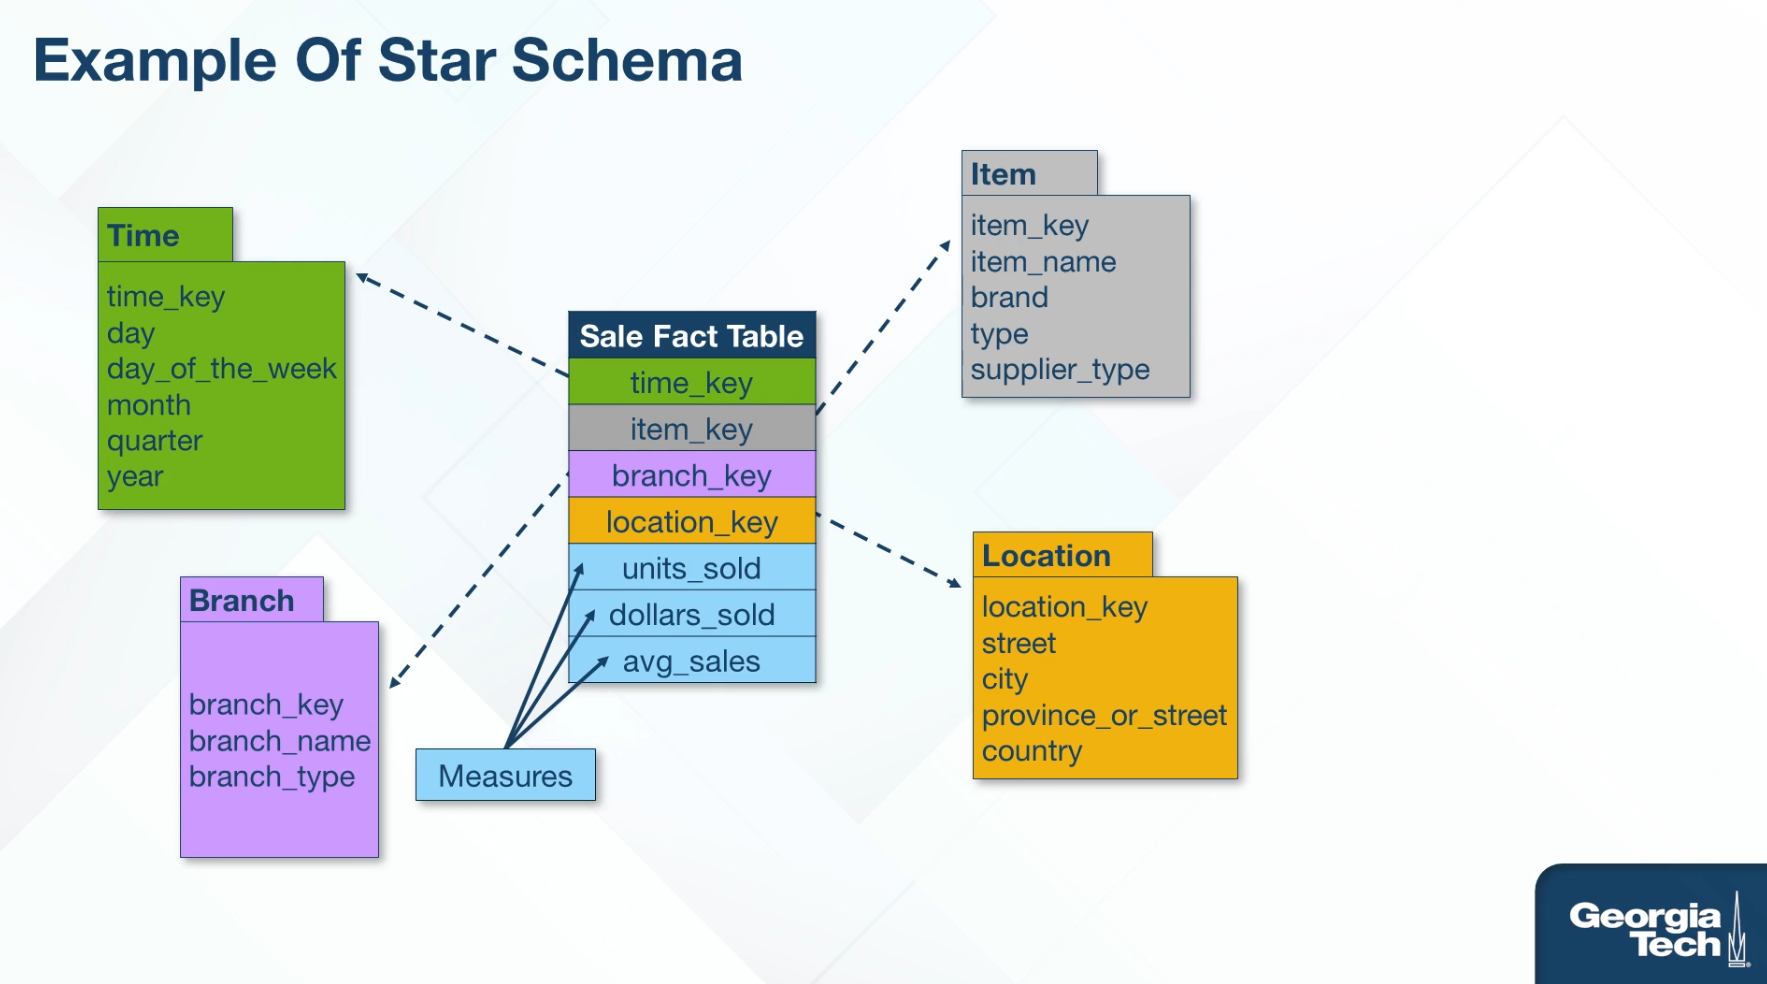 Example Of Star Schema
Time
time_key
day
day_of_the_week
month
quarter
year
Branch
branch_key
branch_name
branch_type
Sale Fact Table
time_key
item_key
branch_key
location_key
units_sold
dollars_sold
avg_sales
Measures
Item
item_key
item_name
brand
type
supplier_type
Location
location_key
street
city
province_or_street
country
Georgia
Tech